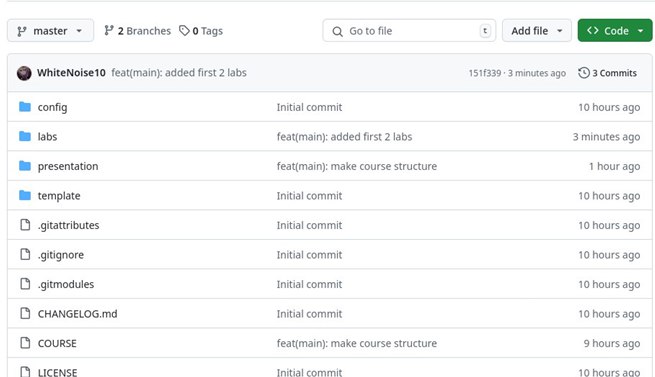 master 2 Branches 0 Tags Go to file t Add file Code
WhiteNoise10 feat(main): added first 2 labs 151f339 · 3 minutes ago 3 Commits
config Initial commit 10 hours ago
labs feat(main): added first 2 labs 3 minutes ago
presentation feat(main): make course structure 1 hour ago
template Initial commit 10 hours ago
.gitattributes Initial commit 10 hours ago
.gitignore Initial commit 10 hours ago
.gitmodules Initial commit 10 hours ago
CHANGELOG.md Initial commit 10 hours ago
COURSE feat(main): make course structure 9 hours ago
LICENSE Initial commit 10 hours ago